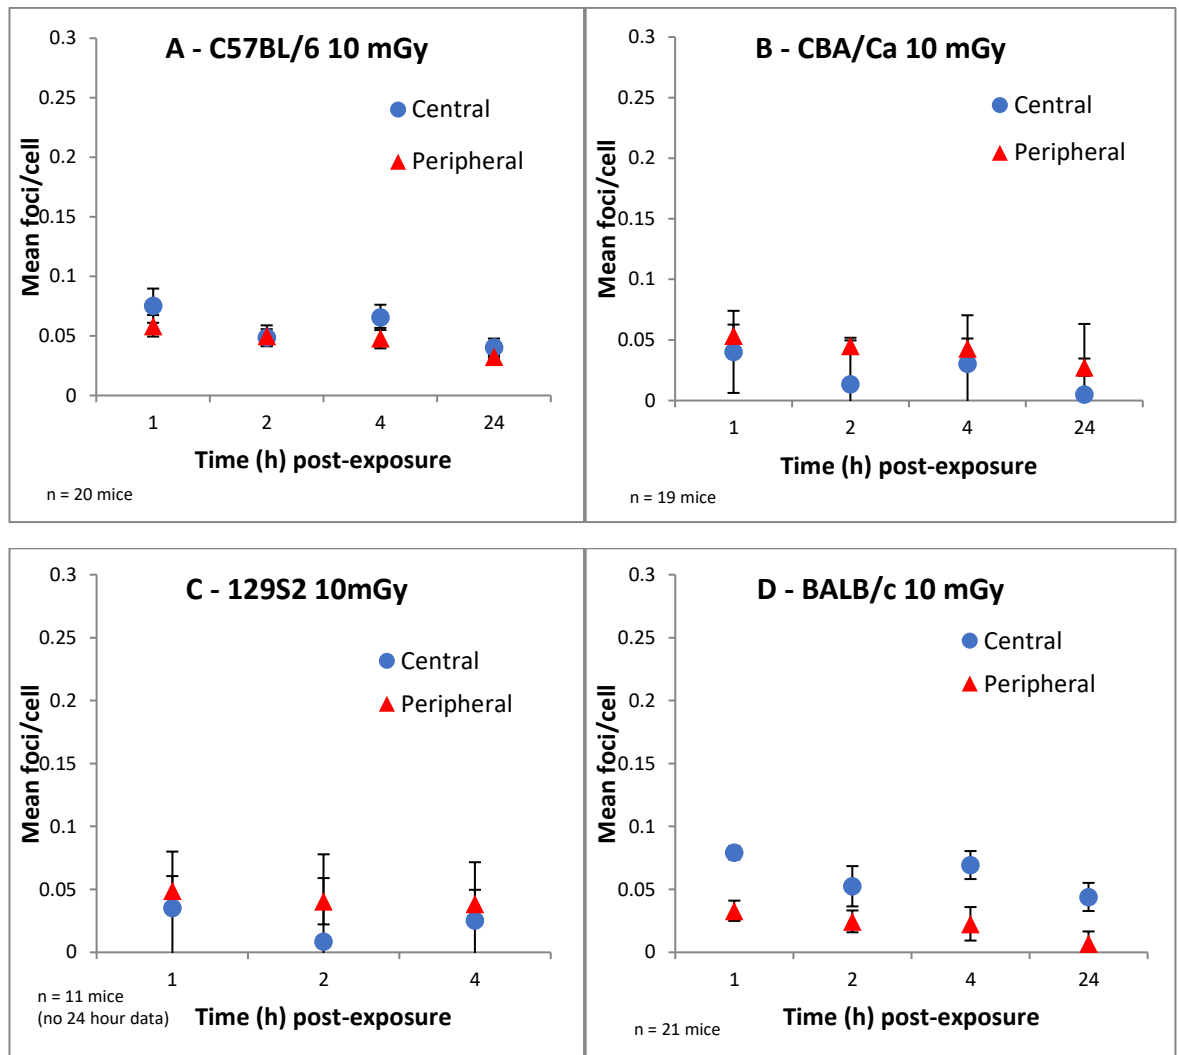 A - C57BL/6 10 mGy
Central
Peripheral
Mean foci/cell
0.3
0.25
0.2
0.15
0.1
0.05
0
1 2 4 24
Time (h) post-exposure
n = 20 mice
B - CBA/Ca 10 mGy
Central
Peripheral
Mean foci/cell
0.3
0.25
0.2
0.15
0.1
0.05
0
1 2 4 24
Time (h) post-exposure
n = 19 mice
C - 129S2 10mGy
Central
Peripheral
Mean foci/cell
0.3
0.25
0.2
0.15
0.1
0.05
0
1 2 4
Time (h) post-exposure
n = 11 mice
(no 24 hour data)
D - BALB/c 10 mGy
Central
Peripheral
Mean foci/cell
0.3
0.25
0.2
0.15
0.1
0.05
0
1 2 4 24
Time (h) post-exposure
n = 21 mice